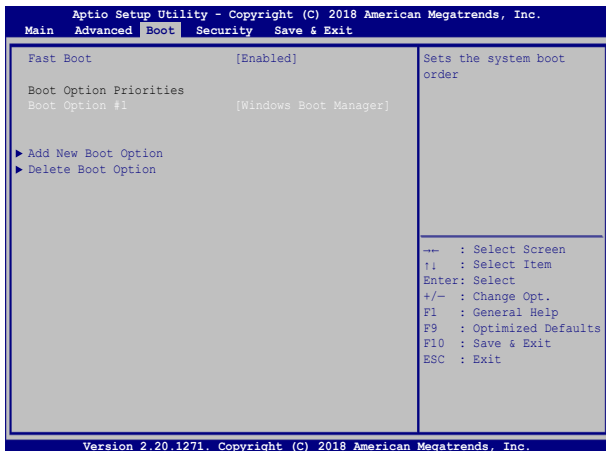 Aptio Setup Utility - Copyright (C) 2018 American Megatrends, Inc.
Main Advanced Boot Security Save & Exit
Fast Boot [Enabled]
Boot Option Priorities
Boot Option #1 [Windows Boot Manager]
▶ Add New Boot Option
▶ Delete Boot Option
Sets the system boot
order
→← : Select Screen
↑↓ : Select Item
Enter: Select
+/— : Change Opt.
F1 : General Help
F9 : Optimized Defaults
F10 : Save & Exit
ESC : Exit
Version 2.20.1271. Copyright (C) 2018 American Megatrends, Inc.